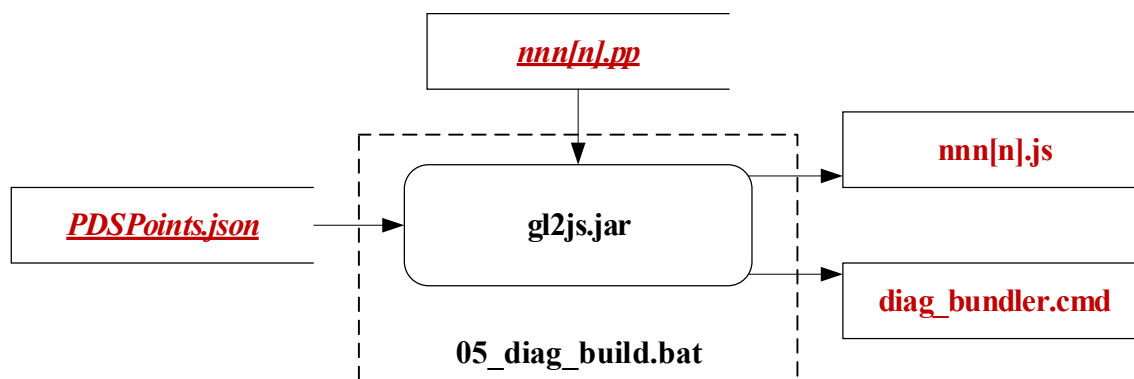 nnn[n].pp
nnn[n].js
PDSPoints.json
gl2js.jar
diag_bundler.cmd
05_diag_build.bat